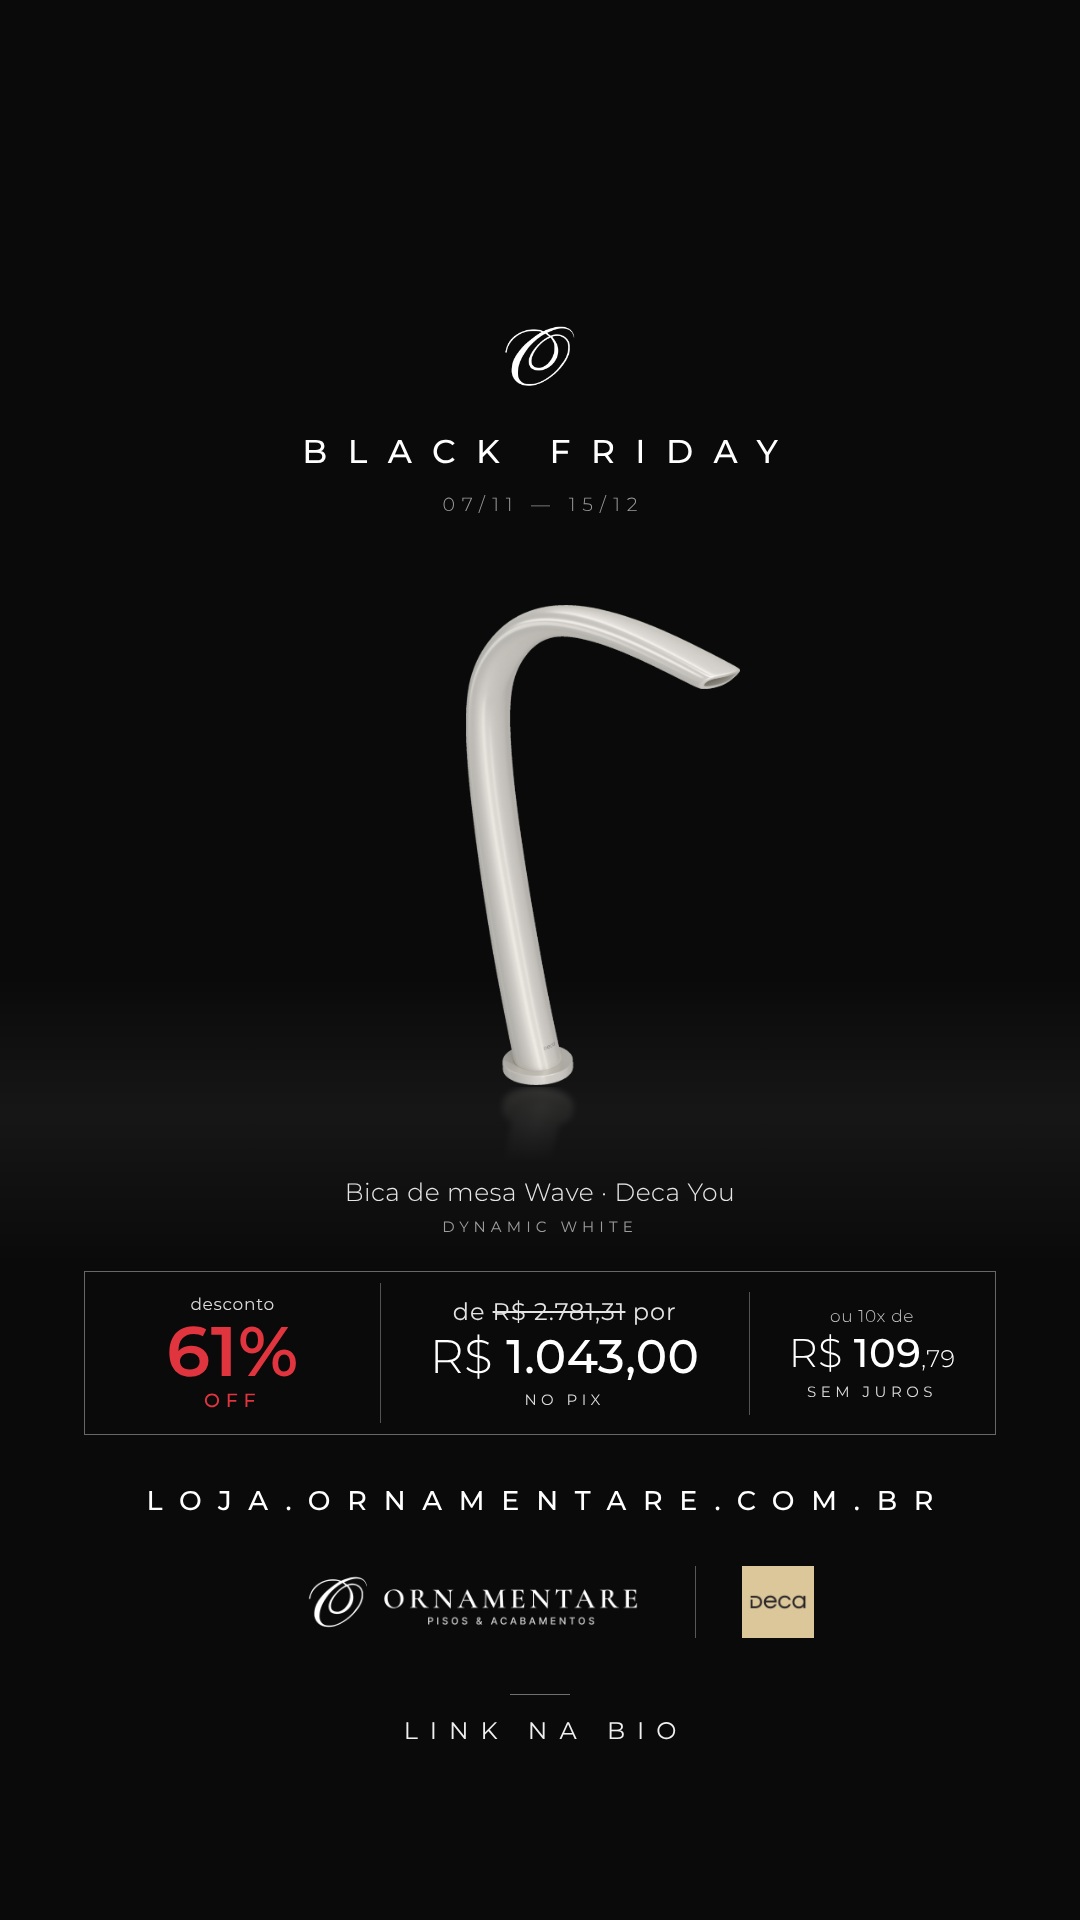 BLACK FRIDAY
07/11 — 15/12
Bica de mesa Wave · Deca You
DYNAMIC WHITE
desconto
61%
OFF
de R$ 2.781,31 por
R$ 1.043,00
NO PIX
ou 10x de
R$ 109,79
SEM JUROS
LOJA.ORNAMENTARE.COM.BR
O ORNAMENTARE
PISOS & ACABAMENTOS
Deca
LINK NA BIO